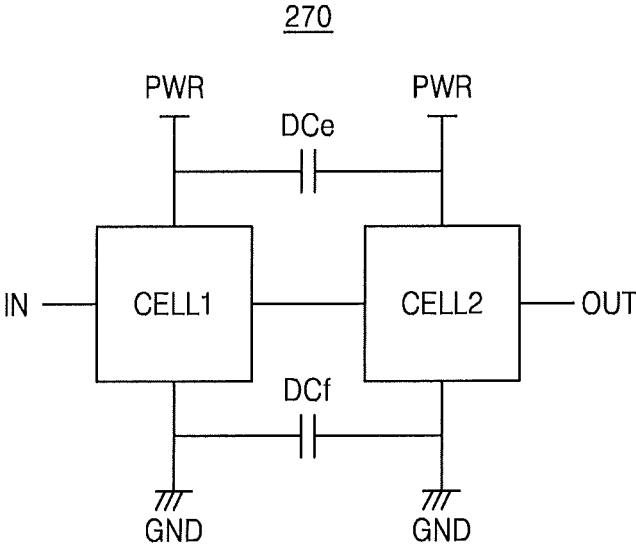 270
PWR
PWR
DCe
IN
CELL1
CELL2
OUT
DCf
GND
GND